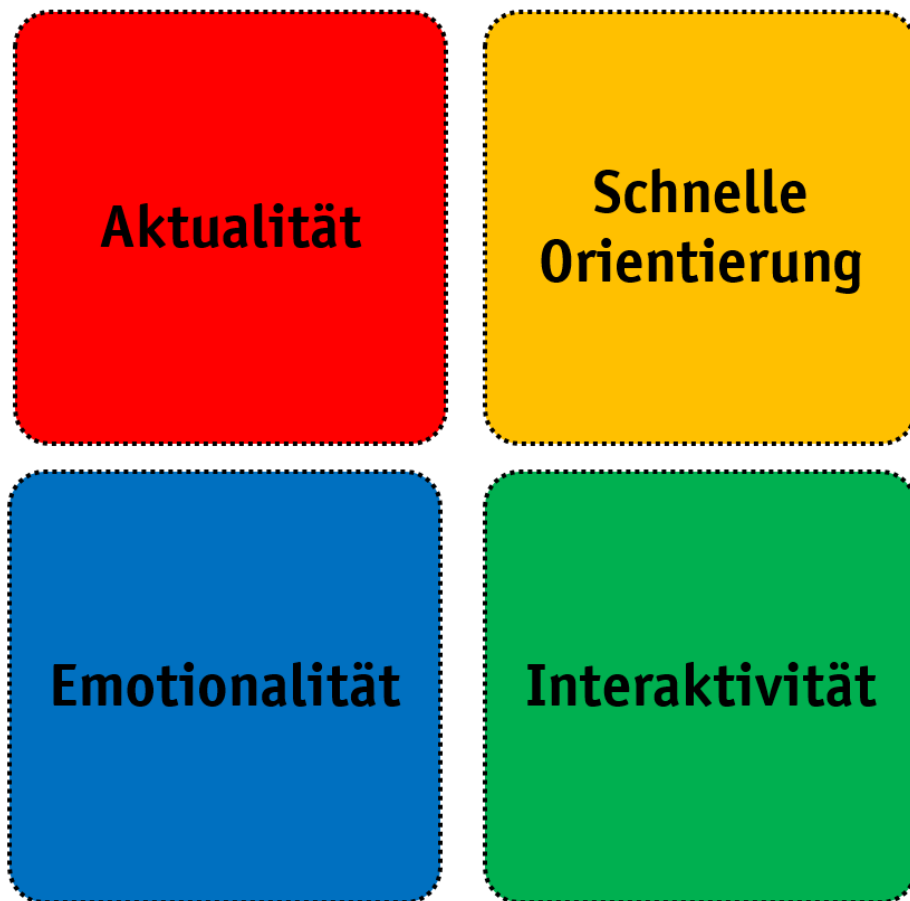 Aktualität
Schnelle
Orientierung
Emotionalität
Interaktivität